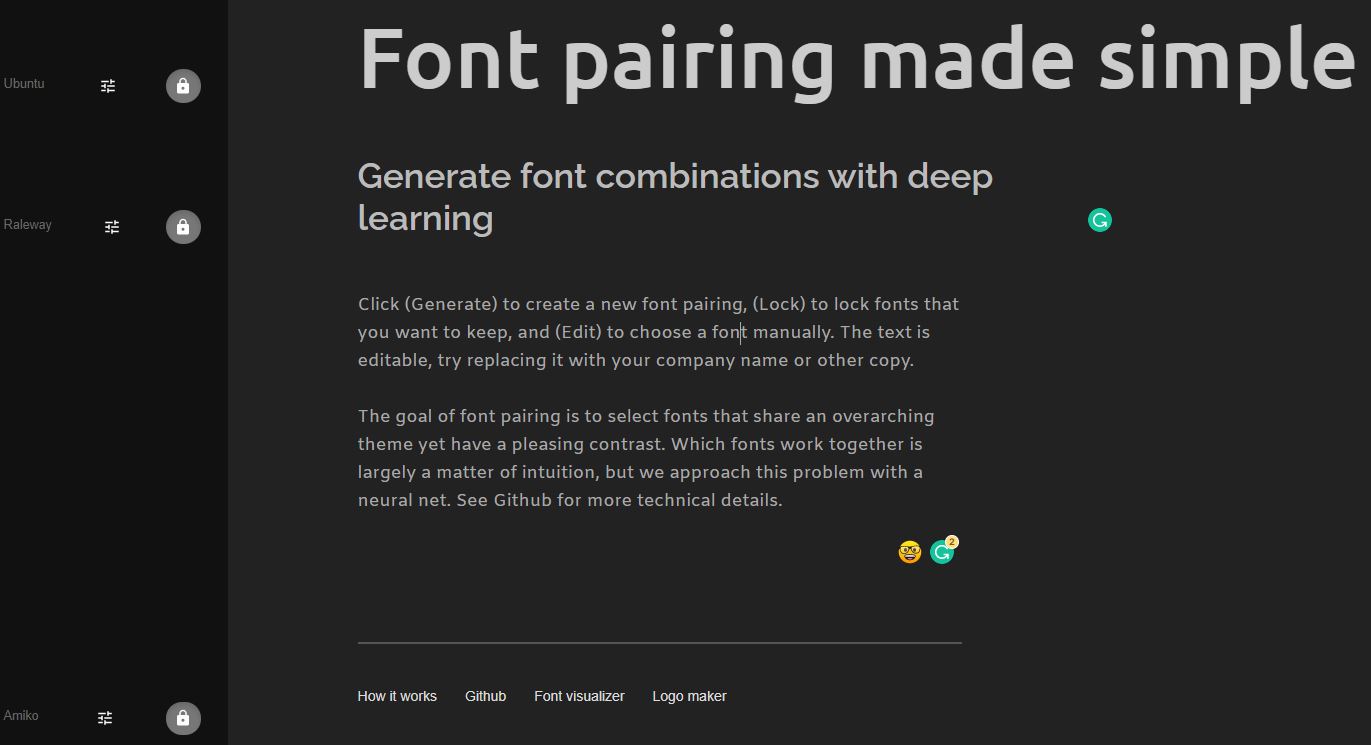 Font pairing made simple
Ubuntu
Generate font combinations with deep
learning
Raleway
Click (Generate) to create a new font pairing, (Lock) to lock fonts that
you want to keep, and (Edit) to choose a font manually. The text is
editable, try replacing it with your company name or other copy.
The goal of font pairing is to select fonts that share an overarching
theme yet have a pleasing contrast. Which fonts work together is
largely a matter of intuition, but we approach this problem with a
neural net. See Github for more technical details.
2
How it works Github Font visualizer Logo maker
Amiko